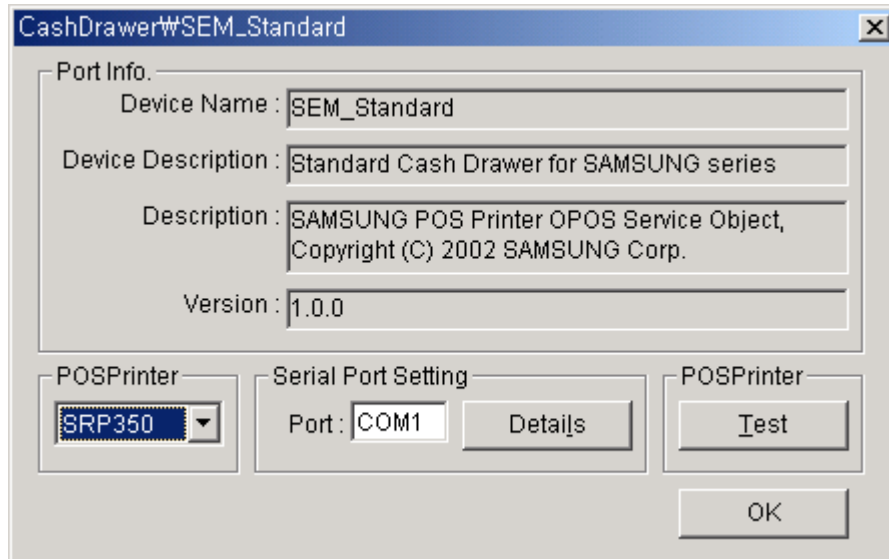 CashDrawer₩SEM_Standard
Port Info.
Device Name : SEM_Standard
Device Description : Standard Cash Drawer for SAMSUNG series
Description : SAMSUNG POS Printer OPOS Service Object,
Copyright (C) 2002 SAMSUNG Corp.
Version : 1.0.0
POSPrinter
SRP350
Serial Port Setting
Port : COM1
Details
POSPrinter
Test
OK